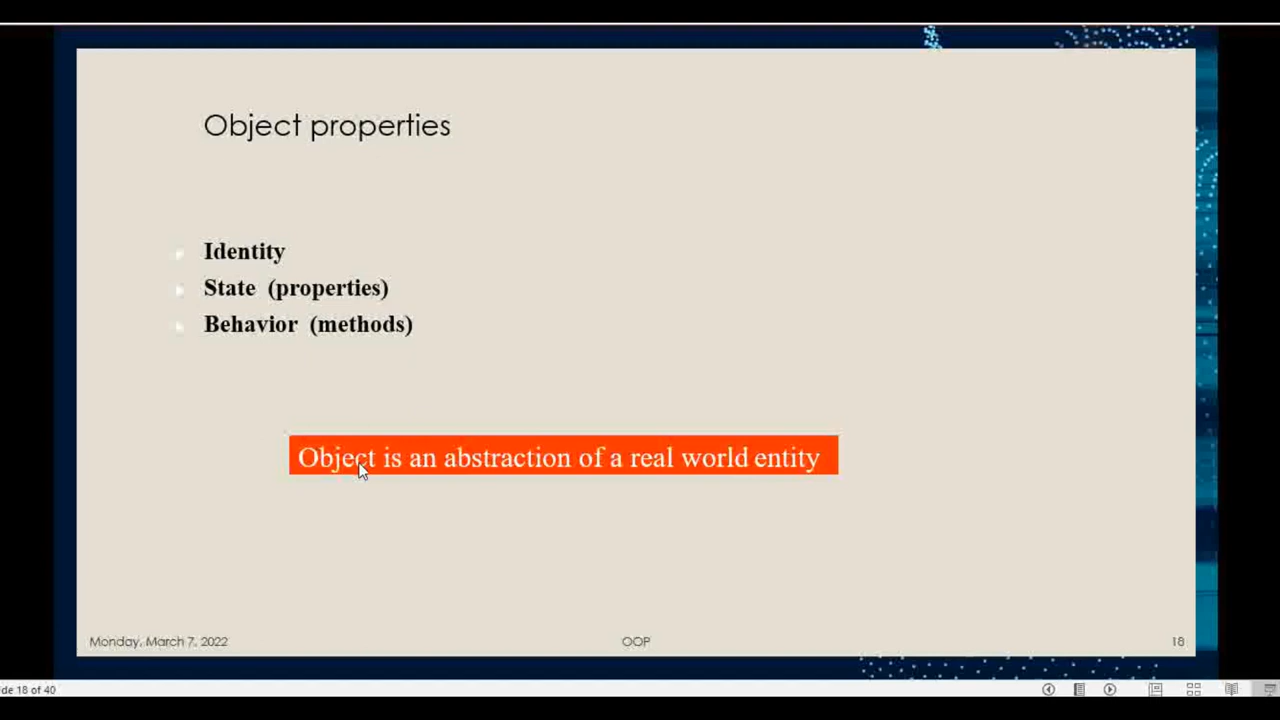 Object properties
Identity
State (properties)
Behavior (methods)
Object is an abstraction of a real world entity
Monday, March 7, 2022
OOP
18
de 18 of 40